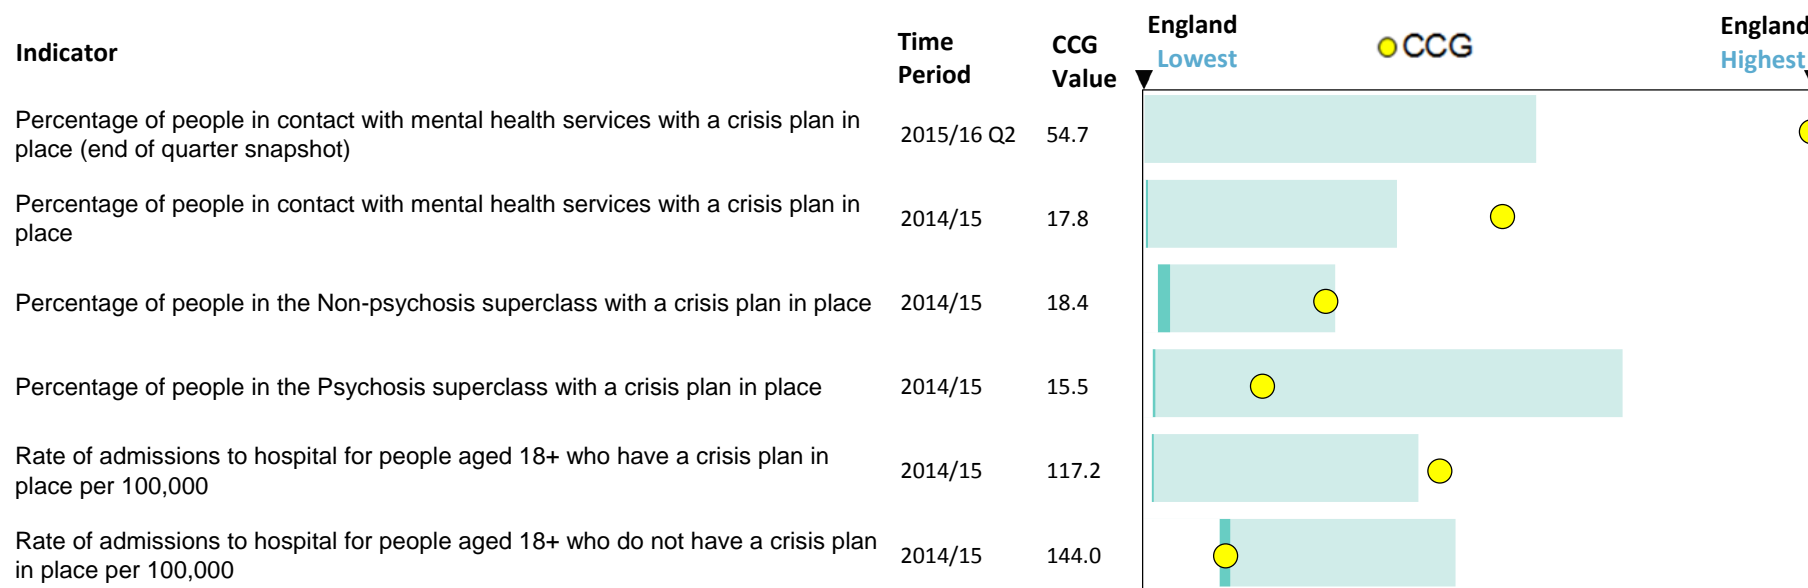 Indicator
Time
Period
CCG
Value
England
Lowest
CCG
England
Highest
Percentage of people in contact with mental health services with a crisis plan in
place (end of quarter snapshot)
2015/16 Q2
54.7
Percentage of people in contact with mental health services with a crisis plan in
place
2014/15
17.8
Percentage of people in the Non-psychosis superclass with a crisis plan in place
2014/15
18.4
Percentage of people in the Psychosis superclass with a crisis plan in place
2014/15
15.5
Rate of admissions to hospital for people aged 18+ who have a crisis plan in
place per 100,000
2014/15
117.2
Rate of admissions to hospital for people aged 18+ who do not have a crisis plan
in place per 100,000
2014/15
144.0